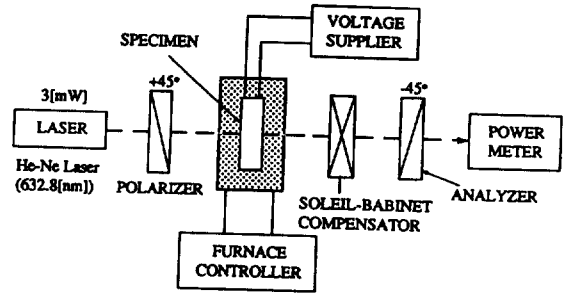 VOLTAGE
SUPPLIER
SPECIMEN
+45°
-45°
3[mW]
LASER
POWER
METER
He-Ne Laser
(632.8[nm])
POLARIZER
SOLEIL-BABINET
COMPENSATOR
ANALYZER
FURNACE
CONTROLLER